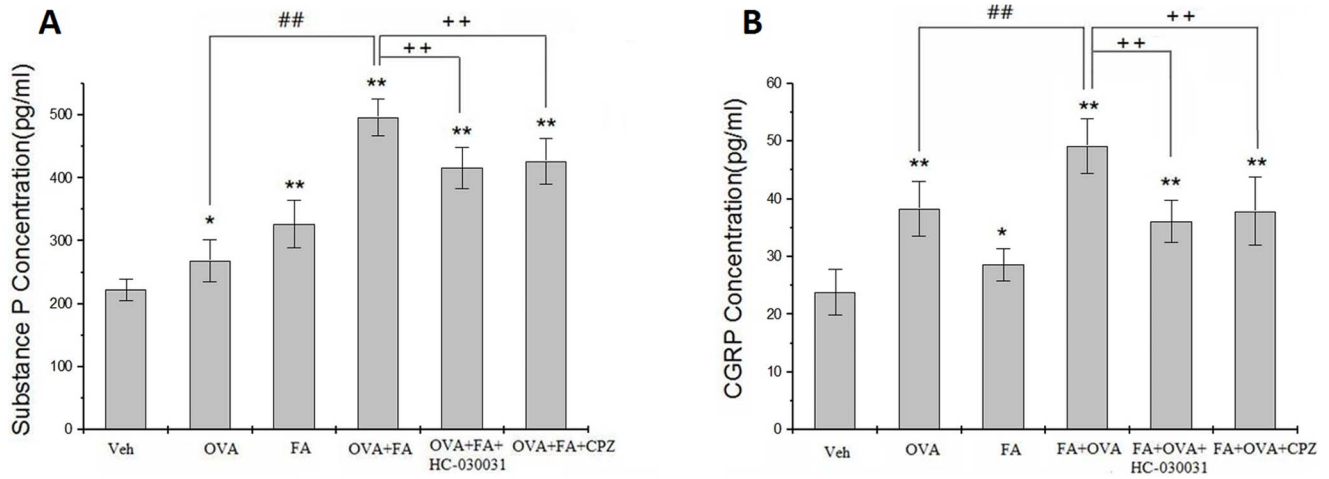 A
##
++
++
Substance P Concentration(pg/ml)
500
400
300
200
100
0
*
**
**
**
**
Veh
OVA
FA
OVA+FA
OVA+FA+
HC-030031
OVA+FA+CPZ
B
##
++
++
CGRP Concentration(pg/ml)
60
50
40
30
20
10
0
**
*
**
**
**
Veh
OVA
FA
FA+OVA
FA+OVA+
HC-030031
FA+OVA+CPZ